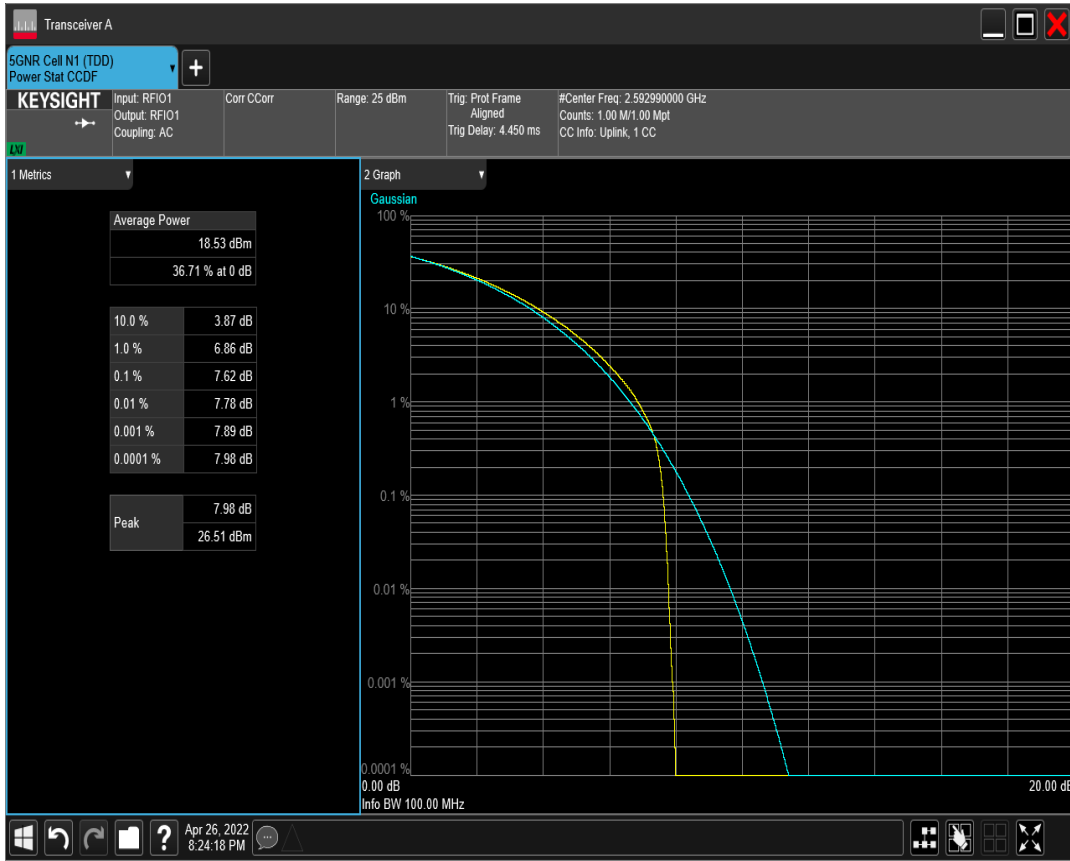 Transceiver A
5GNR Cell N1 (TDD)
Power Stat CCDF
+
KEYSIGHT
LXI
Input: RFIO1
Output: RFIO1
Coupling: AC
Corr CCorr
Range: 25 dBm
Trig: Prot Frame
Aligned
Trig Delay: 4.450 ms
#Center Freq: 2.592990000 GHz
Counts: 1.00 M/1.00 Mpt
CC Info: Uplink, 1 CC
1 Metrics
Average Power
18.53 dBm
36.71 % at 0 dB
10.0 % 3.87 dB
1.0 % 6.86 dB
0.1 % 7.62 dB
0.01 % 7.78 dB
0.001 % 7.89 dB
0.0001 % 7.98 dB
Peak
7.98 dB
26.51 dBm
2 Graph
Gaussian
100 %
10 %
1 %
0.1 %
0.01 %
0.001 %
0.0001 %
0.00 dB 20.00 dB
Info BW 100.00 MHz
?
Apr 26, 2022
8:24:18 PM